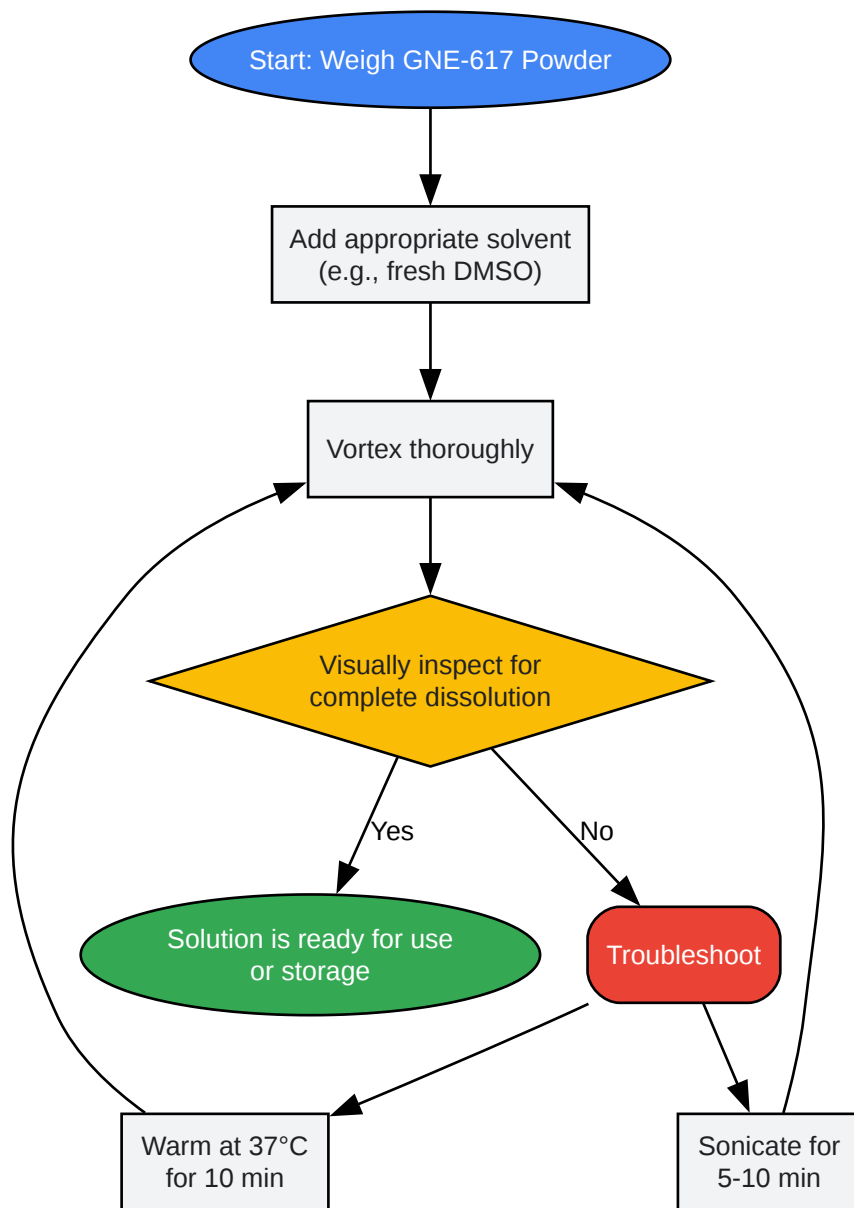 Start: Weigh GNE-617 Powder
Add appropriate solvent
(e.g., fresh DMSO)
Vortex thoroughly
Visually inspect for
complete dissolution
Yes
No
Solution is ready for use
or storage
Troubleshoot
Warm at 37°C
for 10 min
Sonicate for
5-10 min